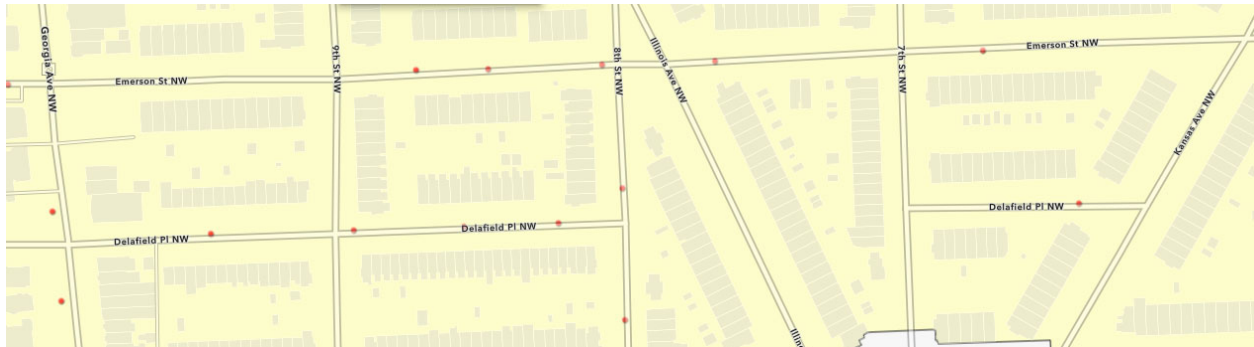 Georgia Ave NW
9th St NW
8th St NW
Illinois Ave NW
7th St NW
Emerson St NW
Emerson St NW
Kansas Ave NW
Delafield Pl NW
Delafield Pl NW
Delafield Pl NW